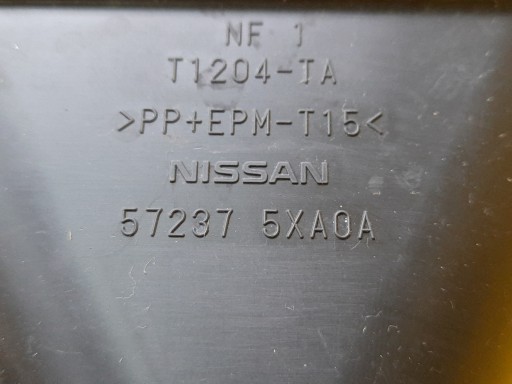 NF 1
T1204-TA
>PP+EPM-T15<
NISSAN
57237 5XA0A